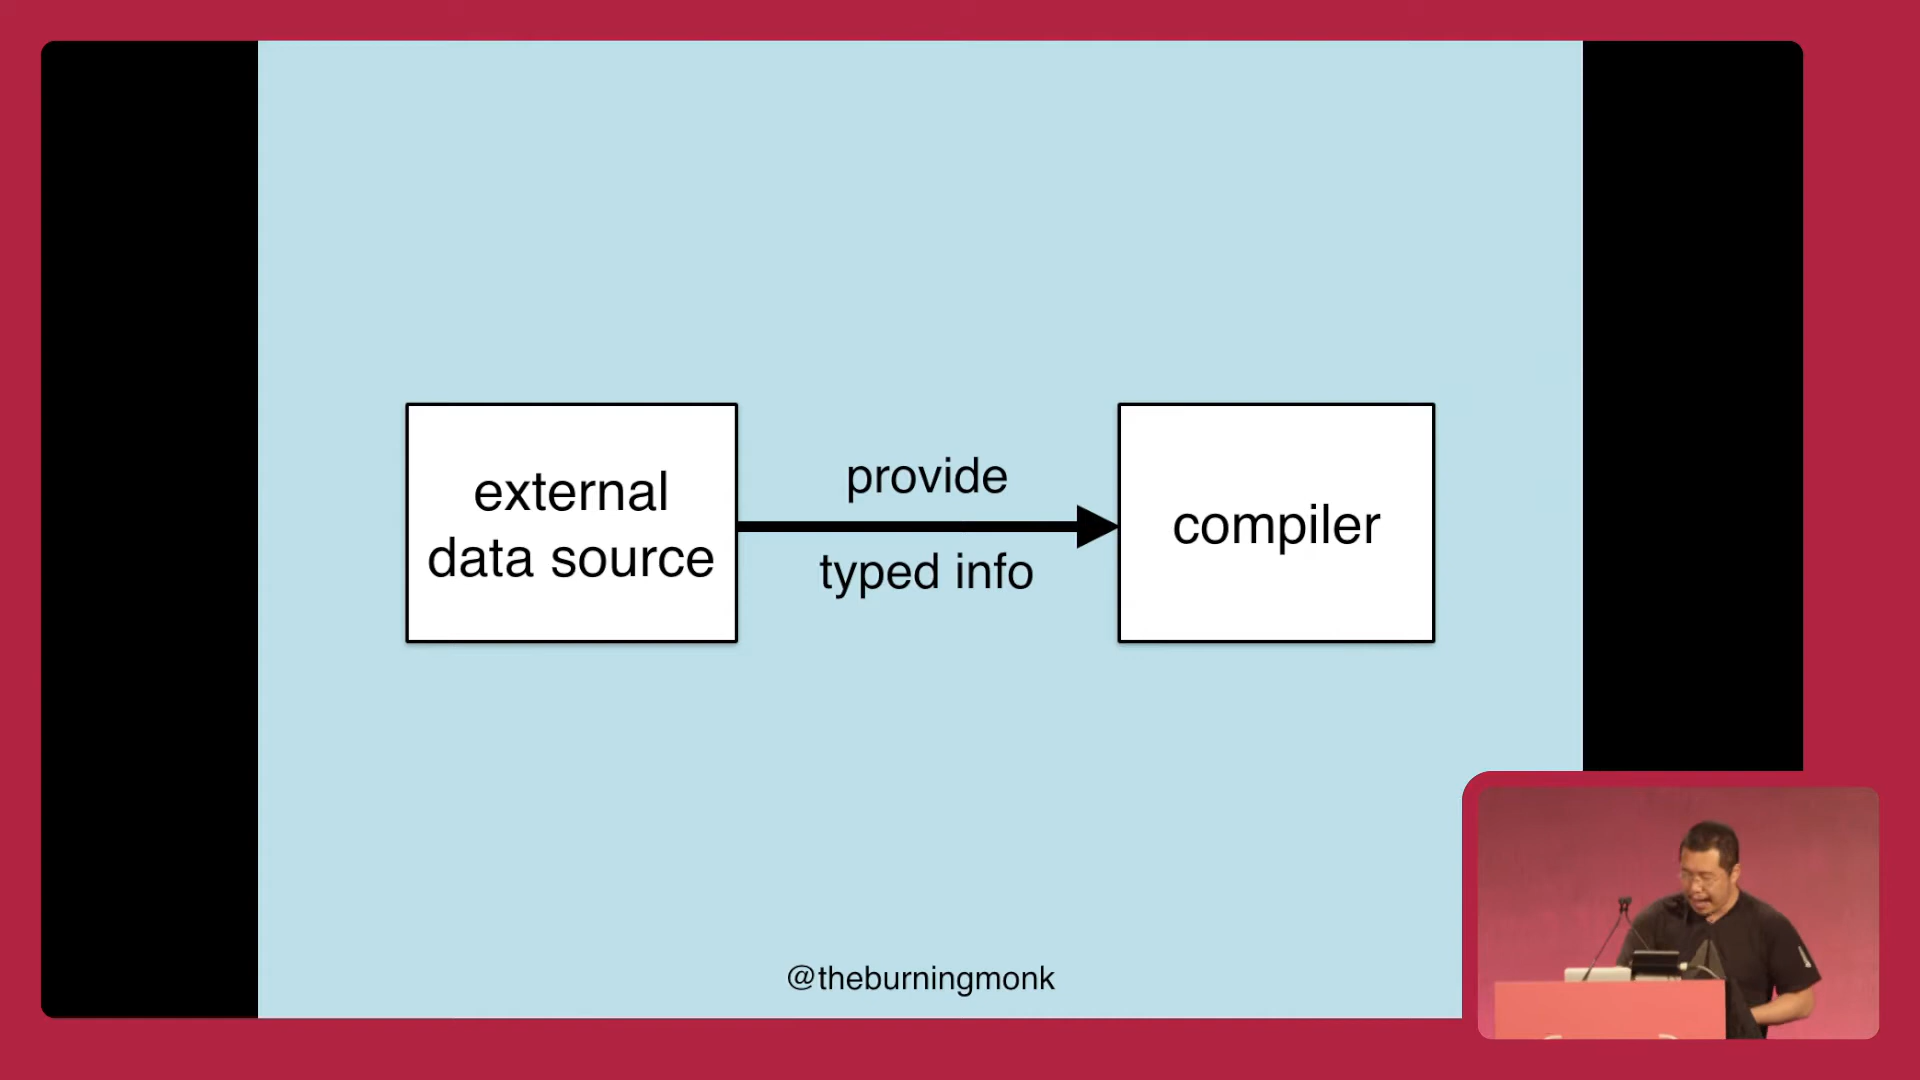 external
data source
provide
typed info
compiler
@theburningmonk